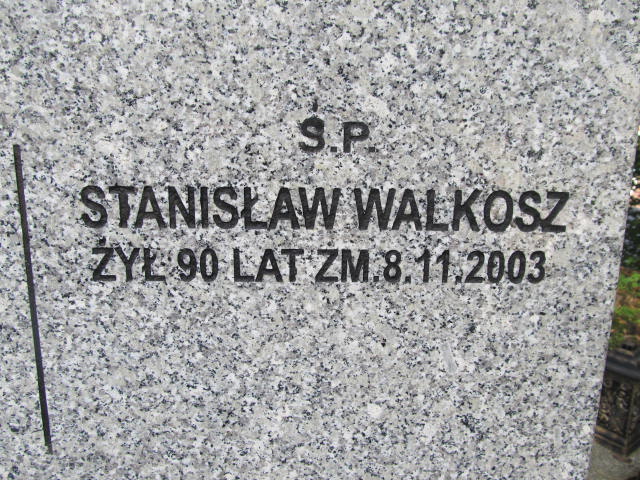 Ś.P.
STANISŁAW WALKOSZ
ŻYŁ 90 LAT ZM.8.11.2003